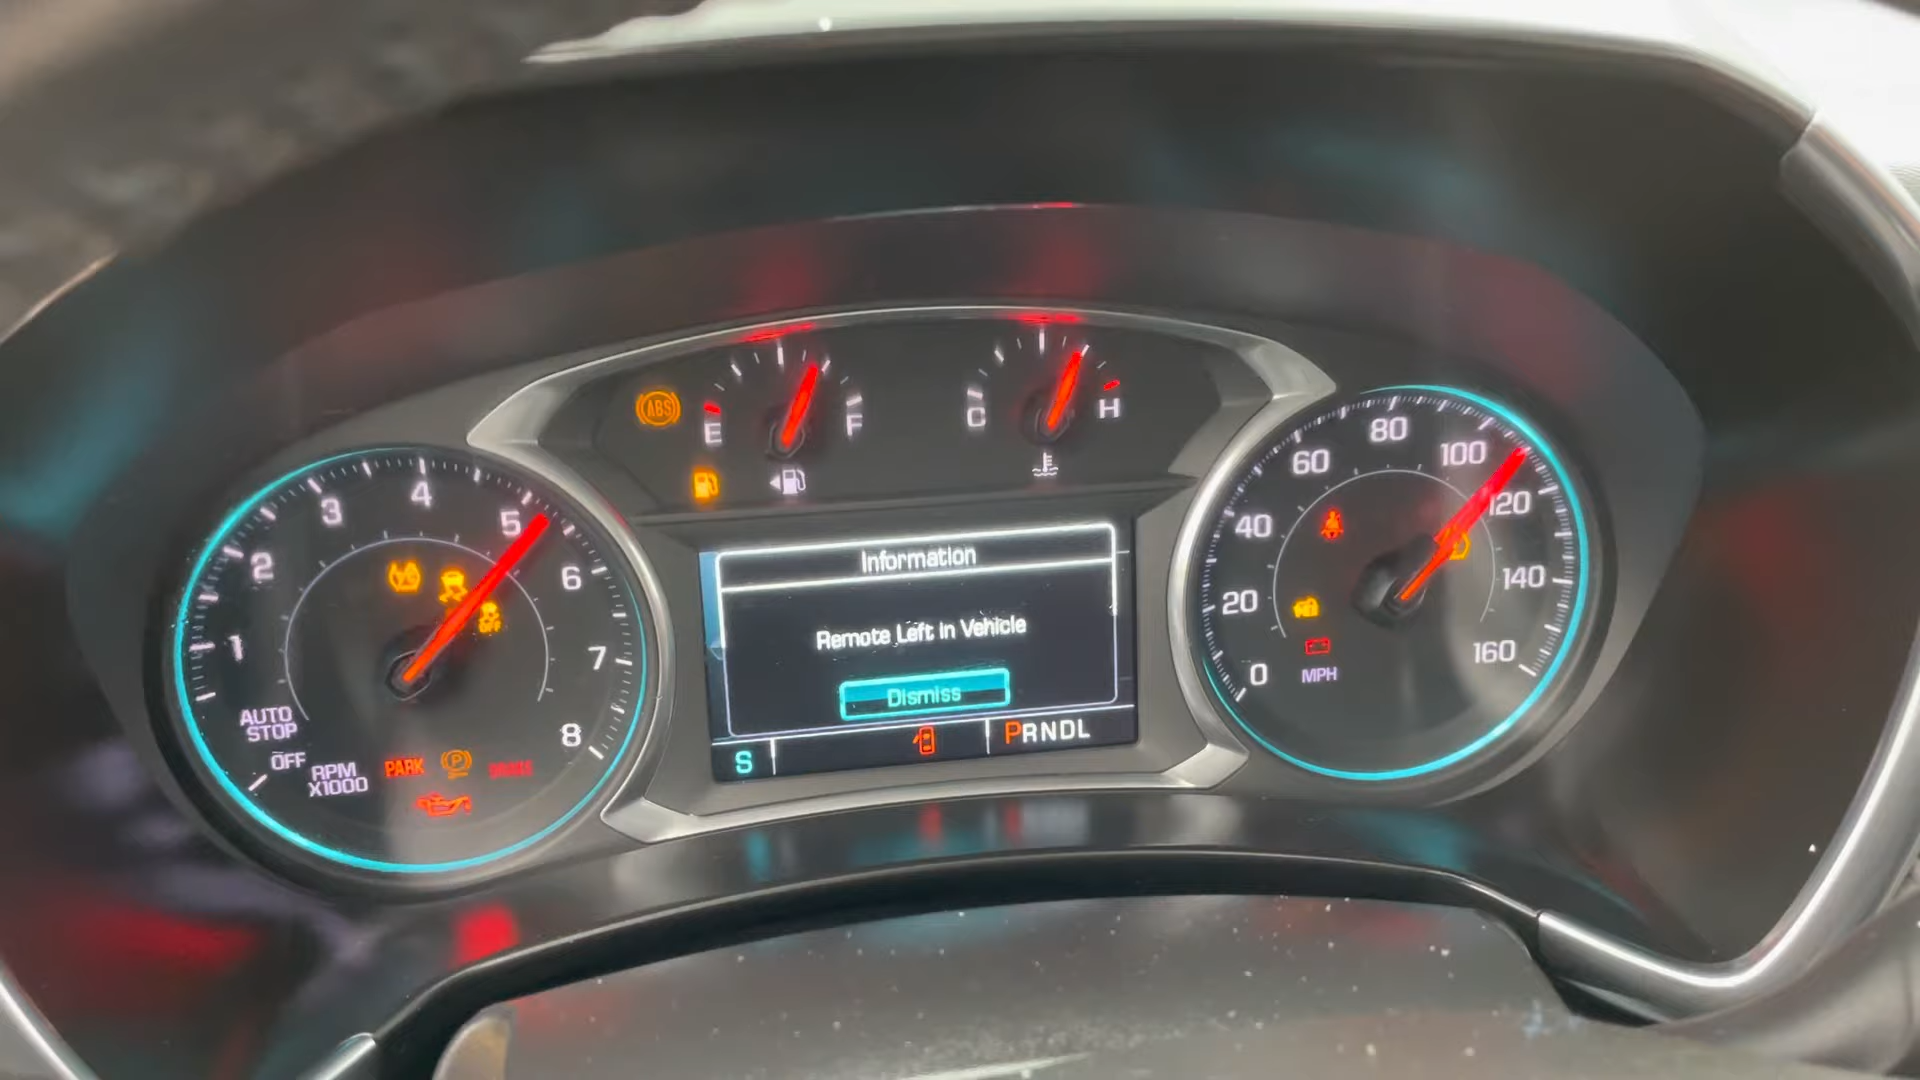 ABS
E
F
C
H
1
2
3
4
5
6
7
8
AUTO
STOP
OFF
RPM
X1000
OFF
PARK
P
Information
Remote Left in Vehicle
Dismiss
S
PRNDL
0
20
40
60
80
100
120
140
160
MPH